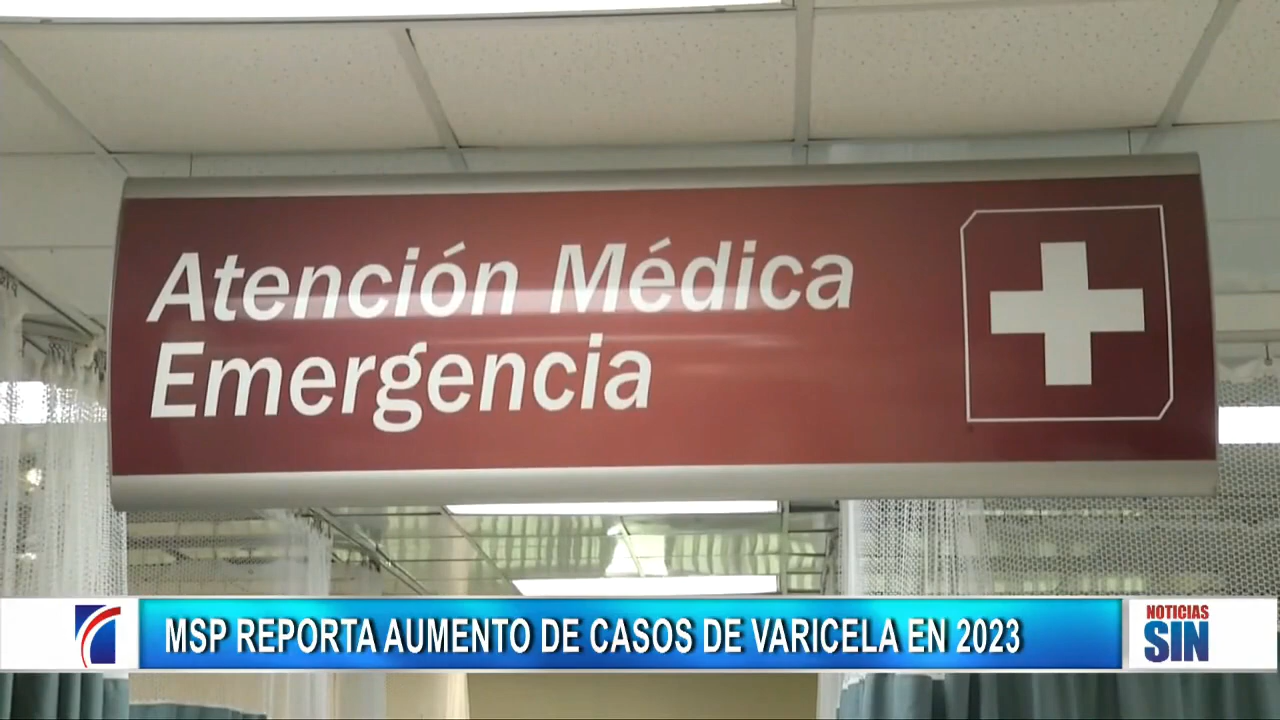 Atención Médica
Emergencia
MSP REPORTA AUMENTO DE CASOS DE VARICELA EN 2023
NOTICIAS
SIN